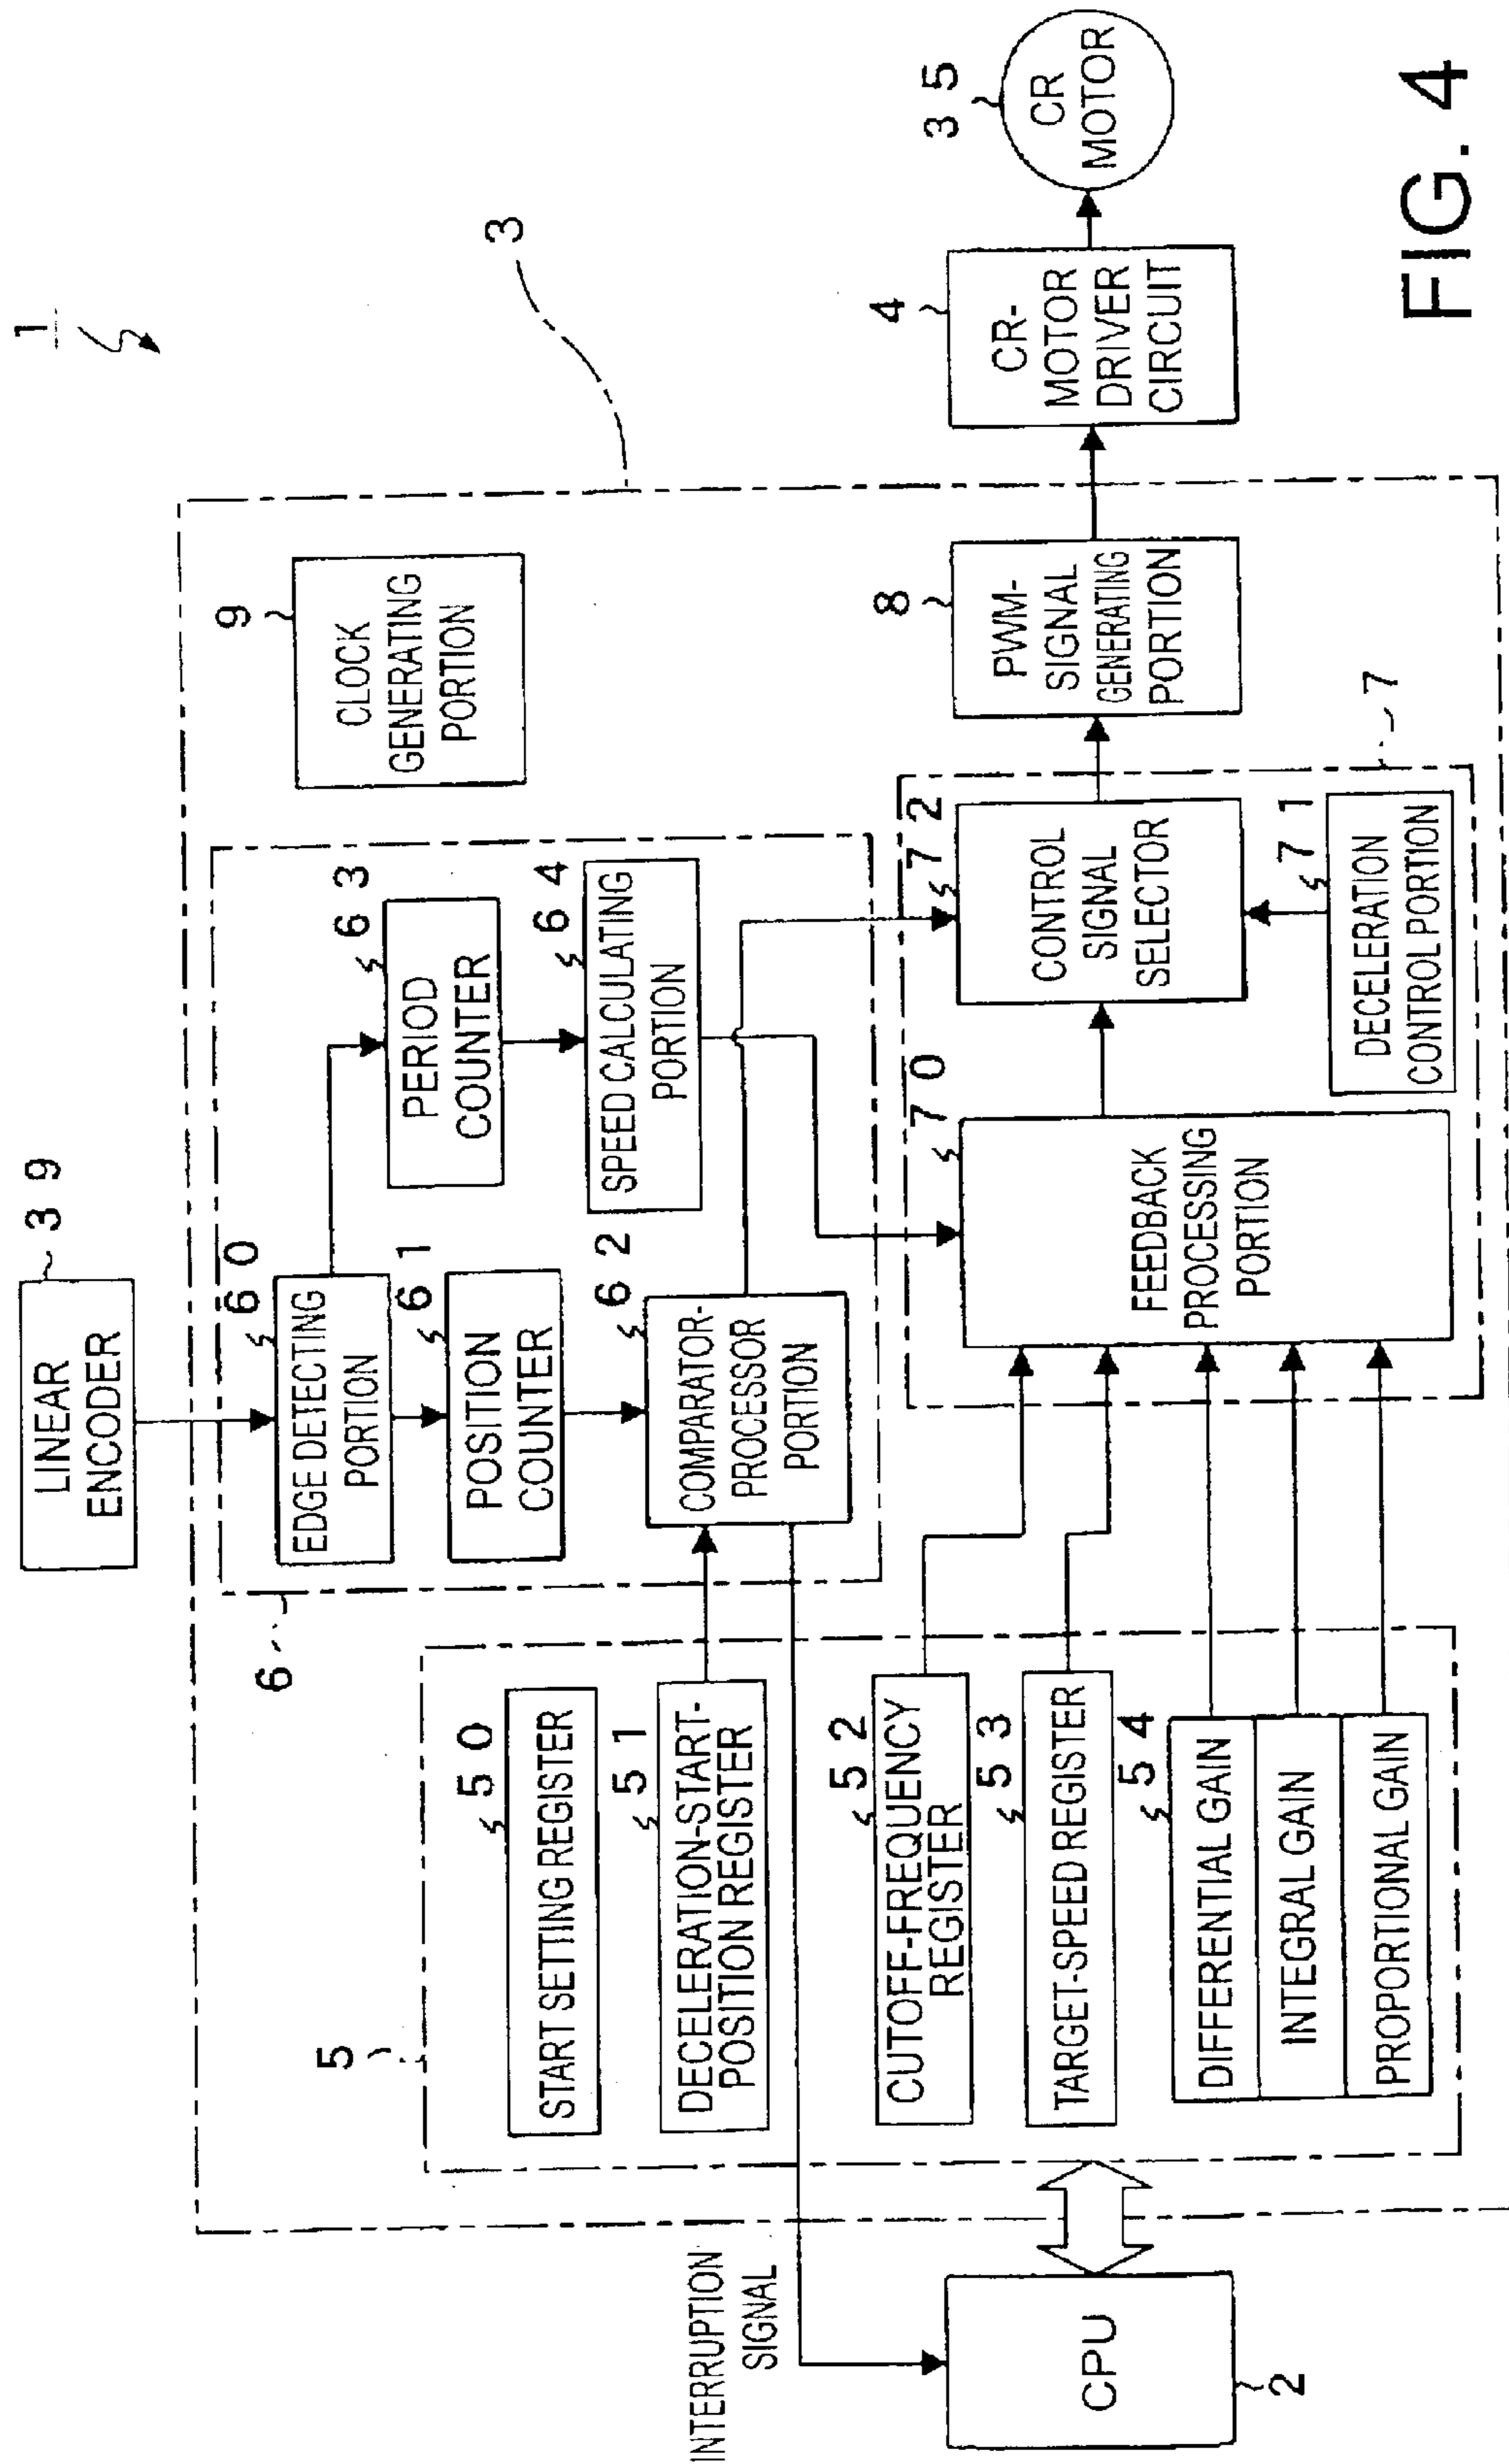 1
LINEAR
ENCODER
39
3
6
60
EDGE DETECTING
PORTION
61
POSITION
COUNTER
62
COMPARATOR-
PROCESSOR
PORTION
63
PERIOD
COUNTER
64
SPEED CALCULATING
PORTION
9
CLOCK
GENERATING
PORTION
5
50
START SETTING REGISTER
51
DECELERATION-START-
POSITION REGISTER
52
CUTOFF-FREQUENCY
REGISTER
53
TARGET-SPEED REGISTER
54
DIFFERENTIAL GAIN
INTEGRAL GAIN
PROPORTIONAL GAIN
INTERRUPTION
SIGNAL
CPU
2
70
FEEDBACK
PROCESSING
PORTION
72
CONTROL
SIGNAL
SELECTOR
71
DECELERATION
CONTROL PORTION
7
8
PWM-
SIGNAL
GENERATING
PORTION
4
CR-
MOTOR
DRIVER
CIRCUIT
35
CR
MOTOR
FIG. 4